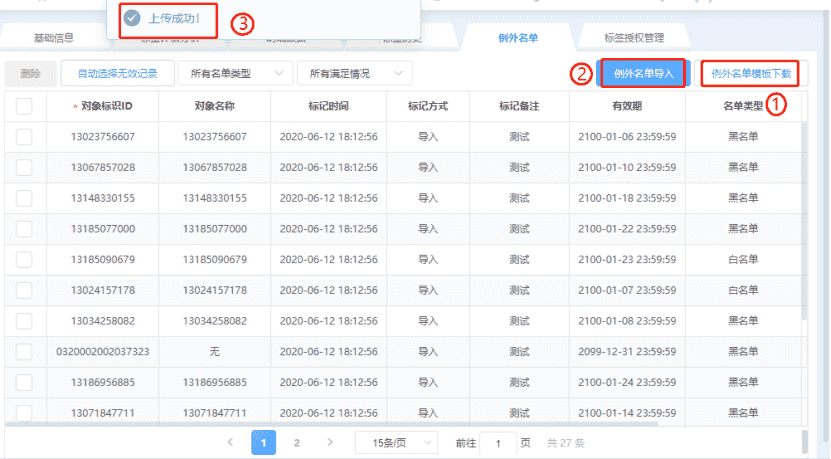 上传成功！ ③
基础信息 例外名单 标签授权管理
删除 自动选择无效记录 所有名单类型 所有满足情况 ② 例外名单导入 例外名单模板下载
* 对象标识ID 对象名称 标记时间 标记方式 标记备注 有效期 名单类型 ①
13023756607 13023756607 2020-06-12 18:12:56 导入 测试 2100-01-06 23:59:59 黑名单
13067857028 13067857028 2020-06-12 18:12:56 导入 测试 2100-01-10 23:59:59 黑名单
13148330155 13148330155 2020-06-12 18:12:56 导入 测试 2100-01-18 23:59:59 黑名单
13185077000 13185077000 2020-06-12 18:12:56 导入 测试 2100-01-22 23:59:59 黑名单
13185090679 13185090679 2020-06-12 18:12:56 导入 测试 2100-01-23 23:59:59 白名单
13024157178 13024157178 2020-06-12 18:12:56 导入 测试 2100-01-07 23:59:59 白名单
13034258082 13034258082 2020-06-12 18:12:56 导入 测试 2100-01-08 23:59:59 黑名单
0320002002037323 无 2020-06-12 18:12:56 导入 测试 2099-12-31 23:59:59 黑名单
13186956885 13186956885 2020-06-12 18:12:56 导入 测试 2100-01-24 23:59:59 黑名单
13071847711 13071847711 2020-06-12 18:12:56 导入 测试 2100-01-14 23:59:59 黑名单
1 2 15条/页 前往 1 页 共 27 条